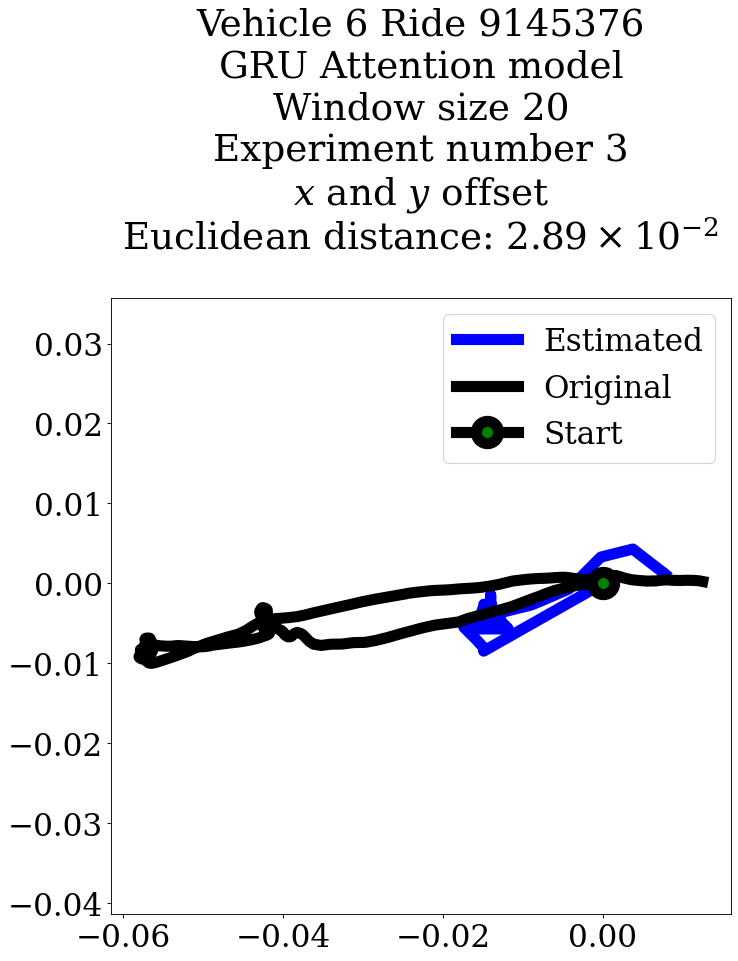 Vehicle 6 Ride 9145376
GRU Attention model
Window size 20
Experiment number 3
x and y offset
Euclidean distance: 2.89 × 10⁻²
Estimated
Original
Start
0.03
0.02
0.01
0.00
−0.01
−0.02
−0.03
−0.04
−0.06 −0.04 −0.02 0.00